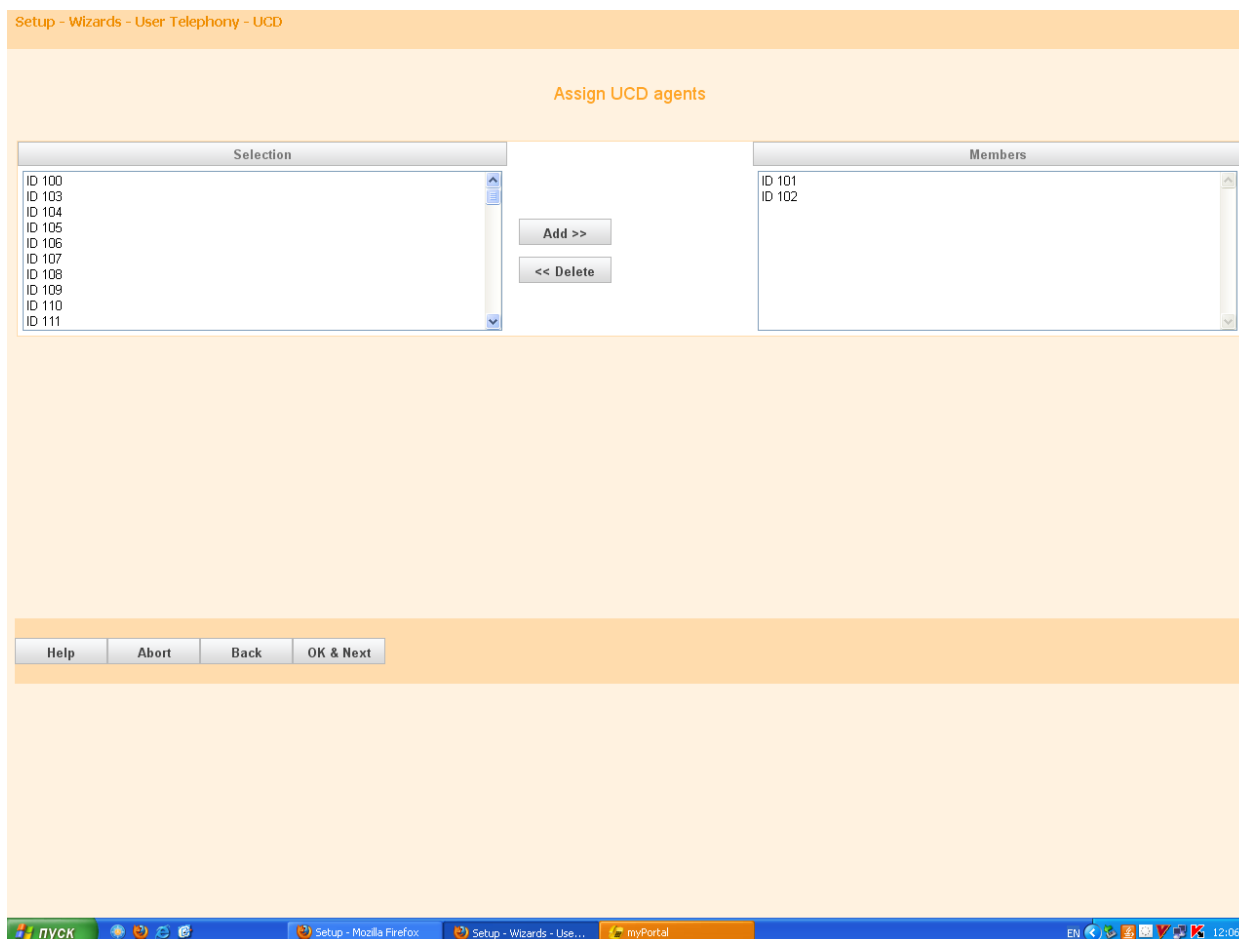 Setup - Wizards - User Telephony - UCD
Assign UCD agents
Selection
Members
ID 100
ID 103
ID 104
ID 105
ID 106
ID 107
ID 108
ID 109
ID 110
ID 111
Add >>
<< Delete
ID 101
ID 102
Help Abort Back OK & Next
пуск Setup - Mozilla Firefox Setup - Wizards - Use... myPortal EN 12:06